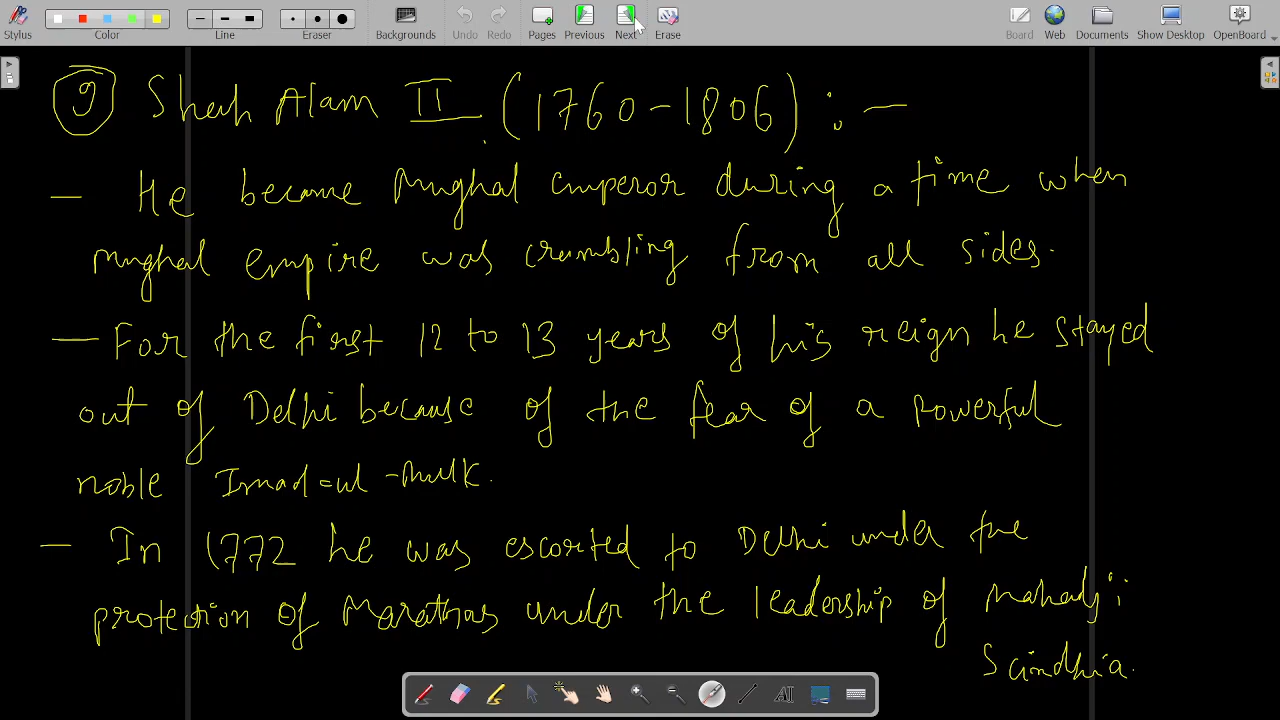 Stylus
Color
Line
Eraser
Backgrounds
Undo
Redo
Pages
Previous
Next
Erase
Board
Web
Documents
Show Desktop
OpenBoard
9 Shah Alam II (1760-1806) :-
- He became Mughal emperor during a time when
mughal empire was crumbling from all sides.
- For the first 12 to 13 years of his reign he stayed
out of Delhi because of the fear of a powerful
noble Imad-ul-Mulk.
- In 1772 he was escorted to Delhi under the
protection of Marathas under the leadership of Mahadji
Scindhia.